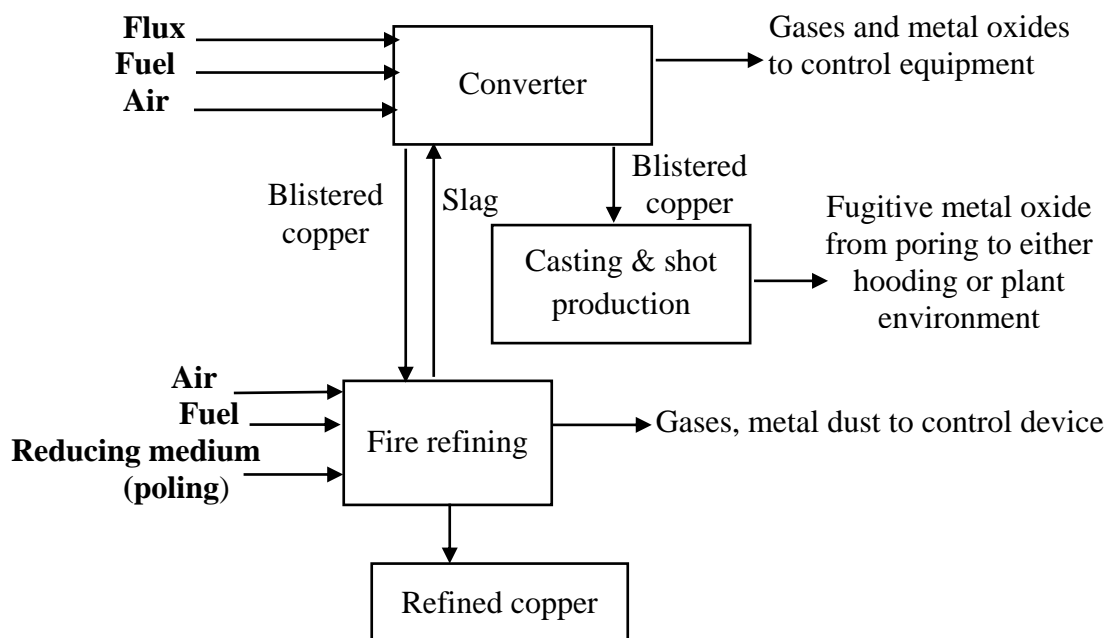 Flux
Fuel
Air
Converter
Gases and metal oxides
to control equipment
Blistered
copper
Slag
Blistered
copper
Casting & shot
production
Fugitive metal oxide
from poring to either
hooding or plant
environment
Air
Fuel
Reducing medium
(poling)
Fire refining
Gases, metal dust to control device
Refined copper